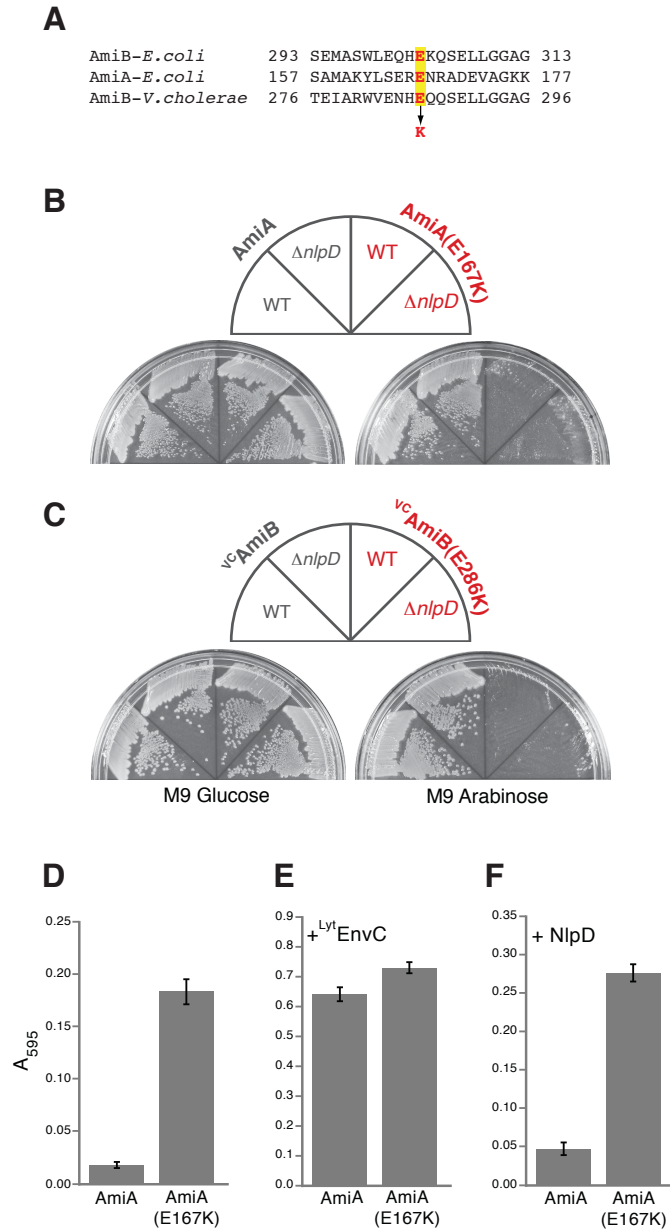 A
AmiB-E.coli 293 SEMASWLEQHEKQSELLGGAG 313
AmiA-E.coli 157 SAMAKYLSERENRADEVAGKK 177
AmiB-V.cholerae 276 TEIARWVENHEQQSELLGGAG 296
K
B
AmiA
AmiA(E167K)
WT
ΔnlpD
WT
ΔnlpD
C
VCAmiB
VCAmiB(E286K)
WT
ΔnlpD
WT
ΔnlpD
M9 Glucose
M9 Arabinose
D
A595
0.25
0.20
0.15
0.10
0.05
0.00
AmiA
AmiA
(E167K)
E
+LytEnvC
0.9
0.8
0.7
0.6
0.5
0.4
0.3
0.2
0.1
0.0
AmiA
AmiA
(E167K)
F
+ NlpD
0.35
0.30
0.25
0.20
0.15
0.10
0.05
0.00
AmiA
AmiA
(E167K)